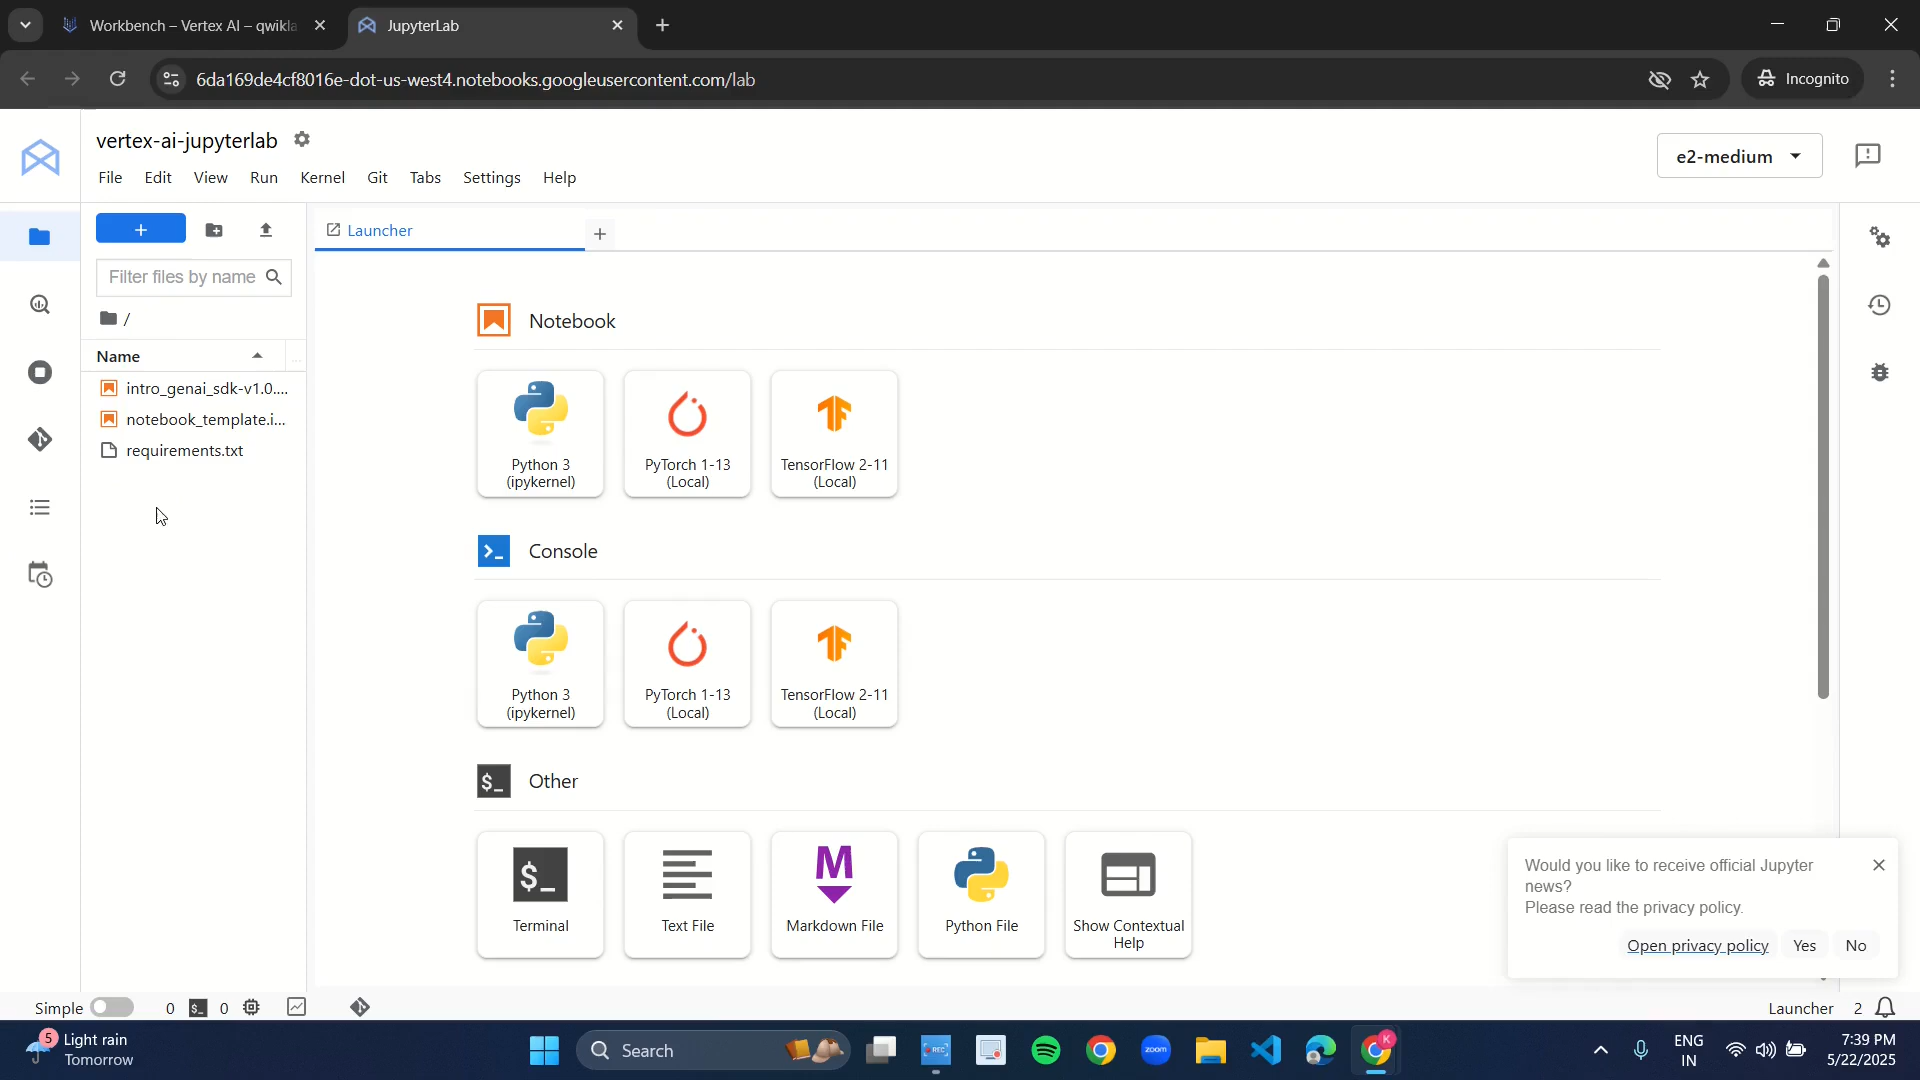 Workbench – Vertex AI – qwikla
JupyterLab
6da169de4cf8016e-dot-us-west4.notebooks.googleusercontent.com/lab
Incognito
vertex-ai-jupyterlab
e2-medium
File Edit View Run Kernel Git Tabs Settings Help
+
Launcher
Filter files by name
/
Name
intro_genai_sdk-v1.0....
notebook_template.i...
requirements.txt
Notebook
Python 3
(ipykernel)
PyTorch 1-13
(Local)
TensorFlow 2-11
(Local)
Console
Python 3
(ipykernel)
PyTorch 1-13
(Local)
TensorFlow 2-11
(Local)
$_ Other
$_
Terminal
Text File
M
Markdown File
Python File
Show Contextual
Help
Would you like to receive official Jupyter
news?
Please read the privacy policy.
Open privacy policy Yes No
Simple 0 $_ 0
Launcher 2
5
Light rain
Tomorrow
Search
REC
zoom
K
ENG
IN
7:39 PM
5/22/2025